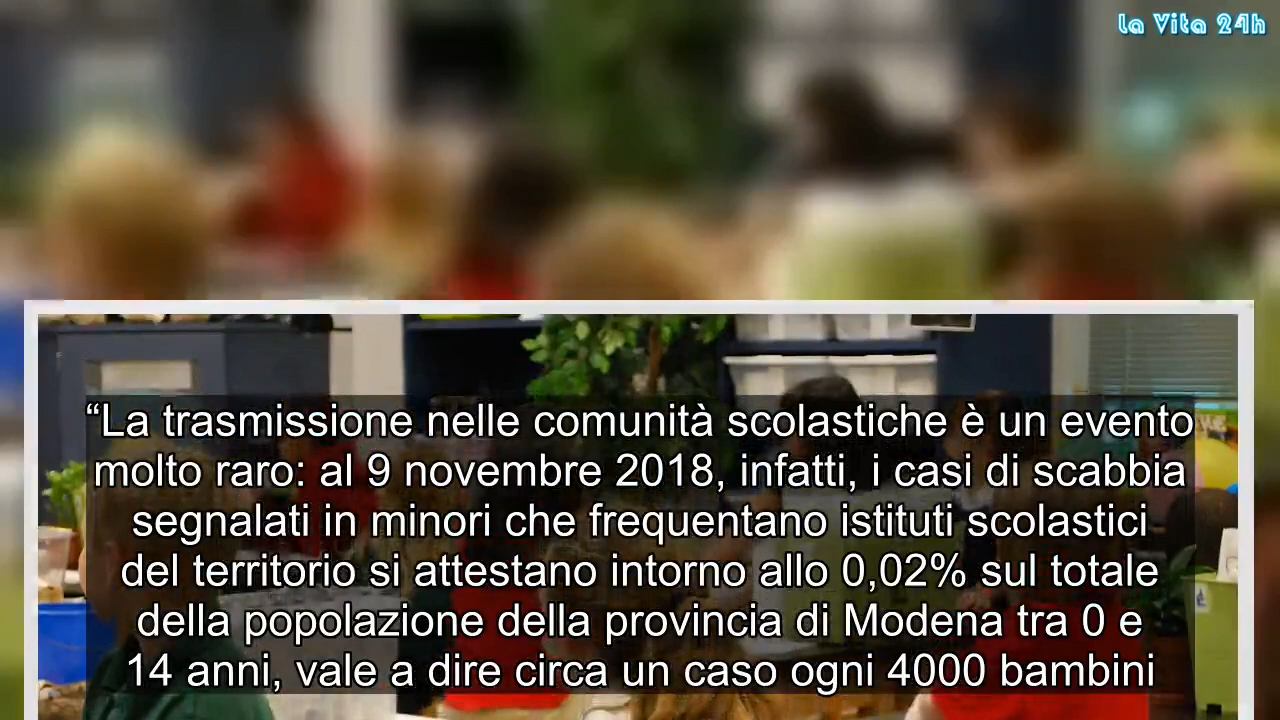 La Vita 24h
“La trasmissione nelle comunità scolastiche è un evento
molto raro: al 9 novembre 2018, infatti, i casi di scabbia
segnalati in minori che frequentano istituti scolastici
del territorio si attestano intorno allo 0,02% sul totale
della popolazione della provincia di Modena tra 0 e
14 anni, vale a dire circa un caso ogni 4000 bambini